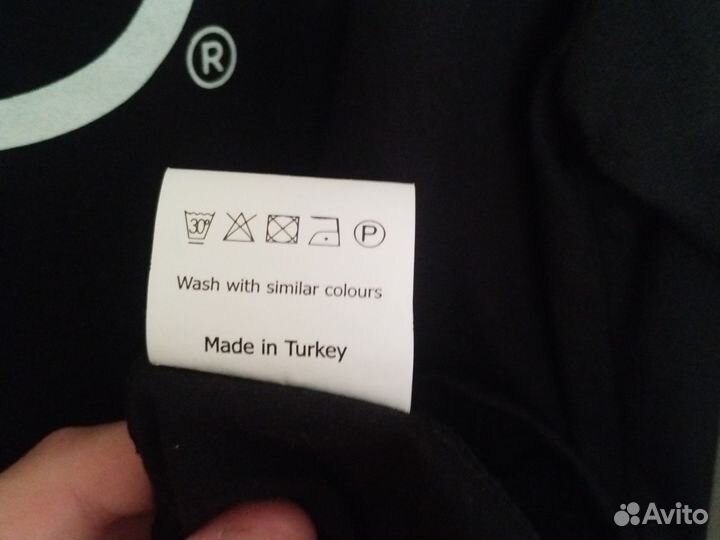 ®
30°
P
Wash with similar colours
Made in Turkey
Avito